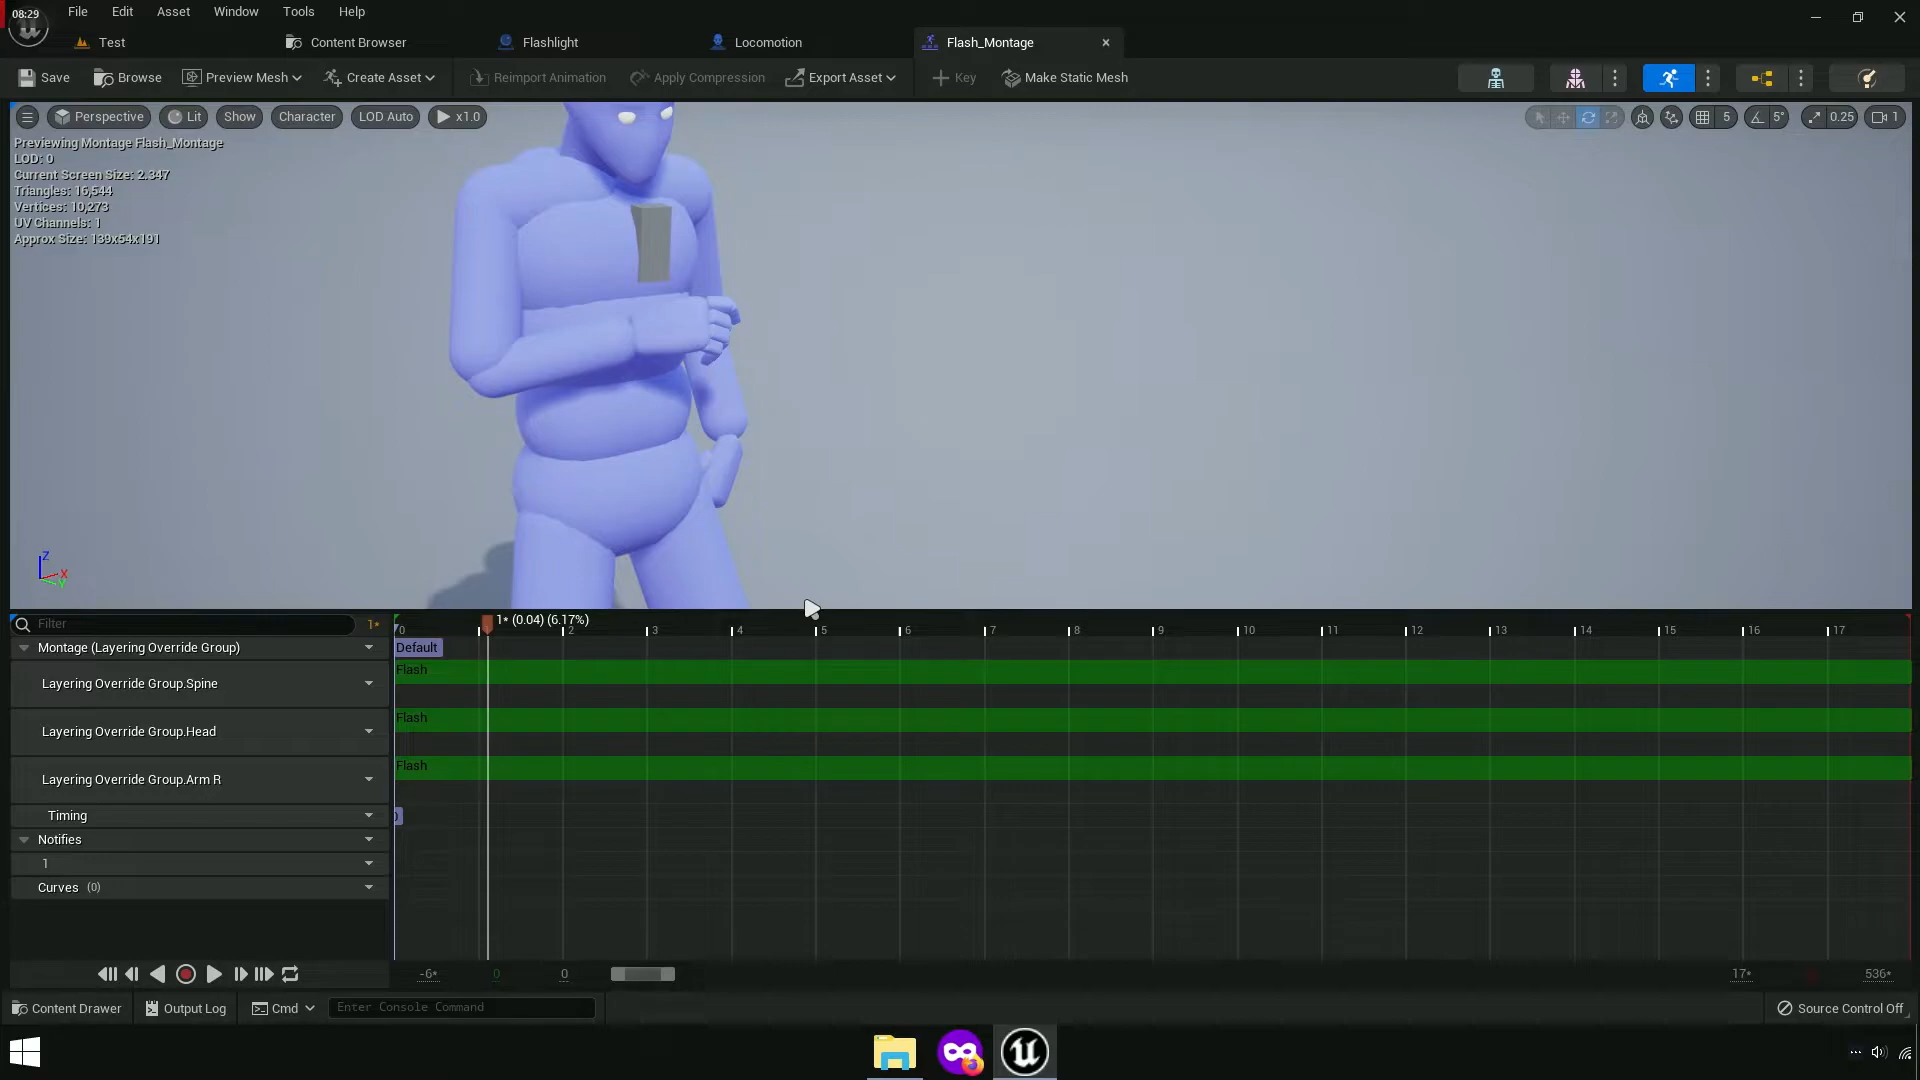 08:29
File Edit Asset Window Tools Help
Test Content Browser Flashlight Locomotion Flash_Montage
Save Browse Preview Mesh Create Asset Reimport Animation Apply Compression Export Asset Key Make Static Mesh
Perspective Lit Show Character LOD Auto x1.0 5 5° 0.25 1
Previewing Montage Flash_Montage
LOD: 0
Current Screen Size: 2.347
Triangles: 16,544
Vertices: 10,273
UV Channels: 1
Approx Size: 139x54x191
Z
X
Y
Filter 1*
1* (0.04) (6.17%)
0 2 3 4 5 6 7 8 9 10 11 12 13 14 15 16 17
Montage (Layering Override Group)
Default
Flash
Layering Override Group.Spine
Flash
Layering Override Group.Head
Flash
Layering Override Group.Arm R
Timing
0
Notifies
1
Curves (0)
-6* 0 0 17* 536*
Content Drawer Output Log Cmd Enter Console Command Source Control Off